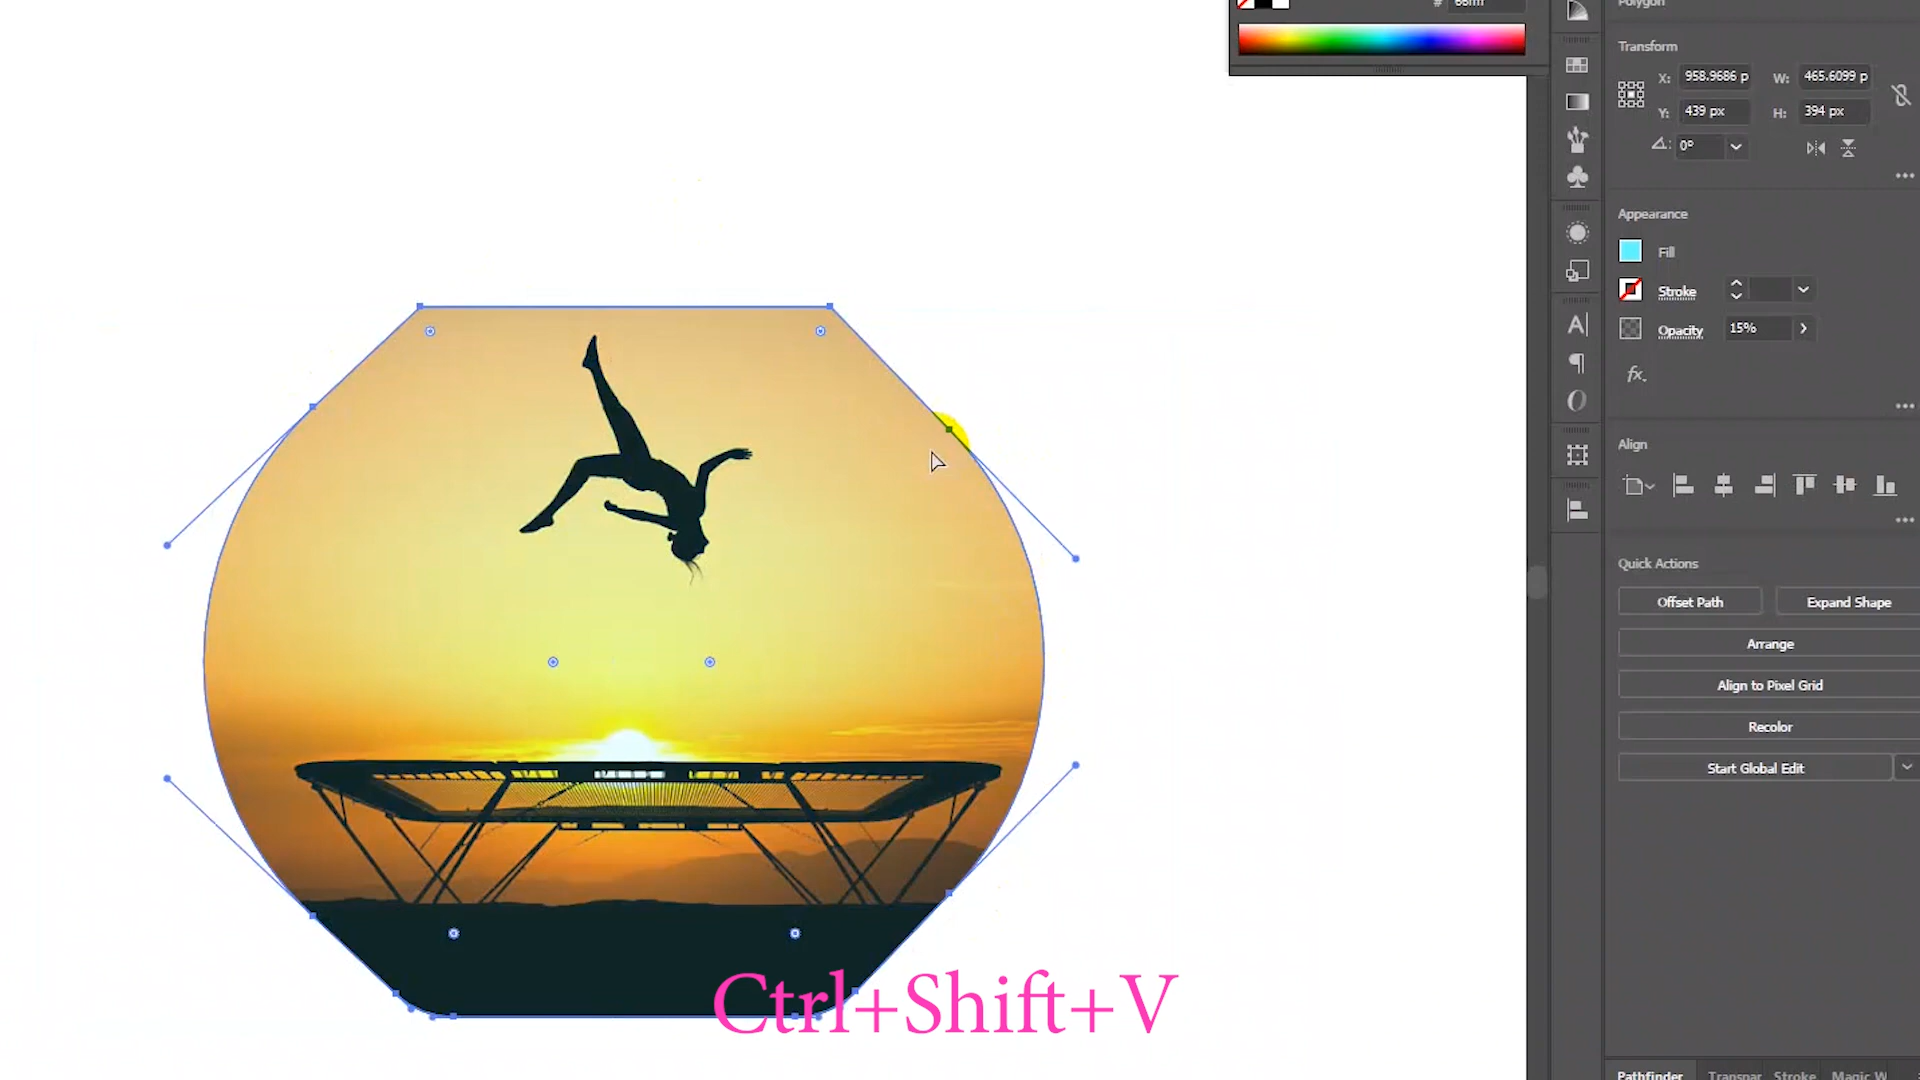 Polygon
Transform
X: 958.9686 p W: 465.6099 p
Y: 439 px H: 394 px
0°
Appearance
Fill
Stroke
Opacity 15%
fx.
Align
Quick Actions
Offset Path Expand Shape
Arrange
Align to Pixel Grid
Recolor
Start Global Edit
Pathfinder Transpar Stroke Magic W
Ctrl+Shift+V